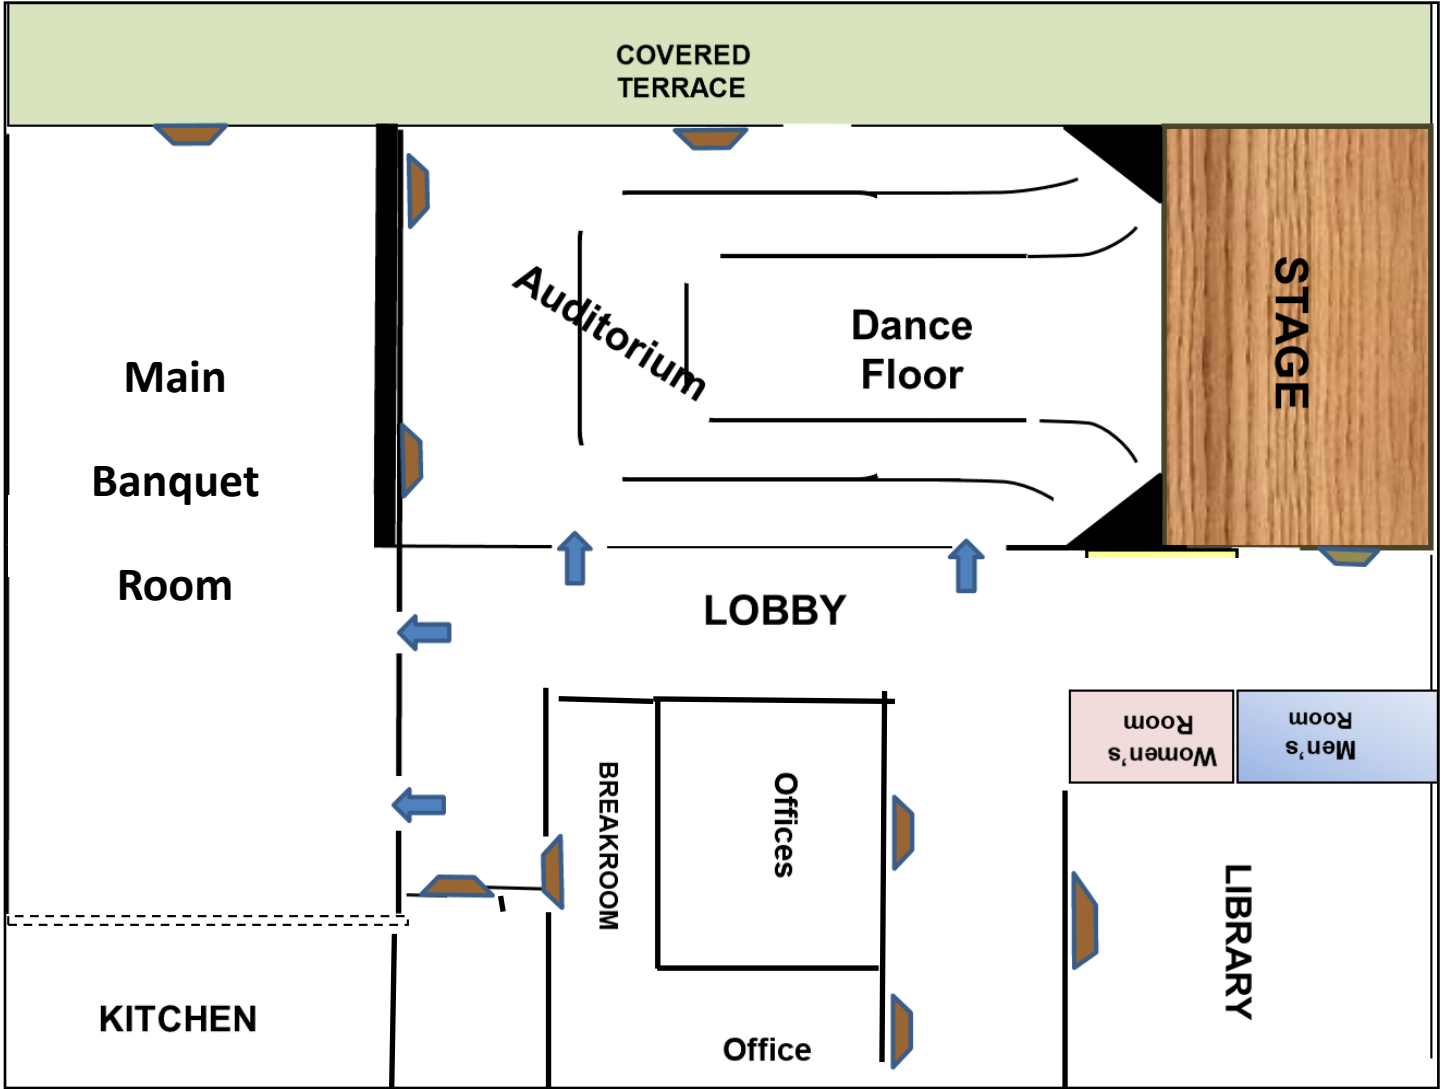 COVERED
TERRACE
Auditorium
Dance
Floor
STAGE
Main
Banquet
Room
LOBBY
Women's
Room
Men's
Room
BREAKROOM
Offices
LIBRARY
KITCHEN
Office